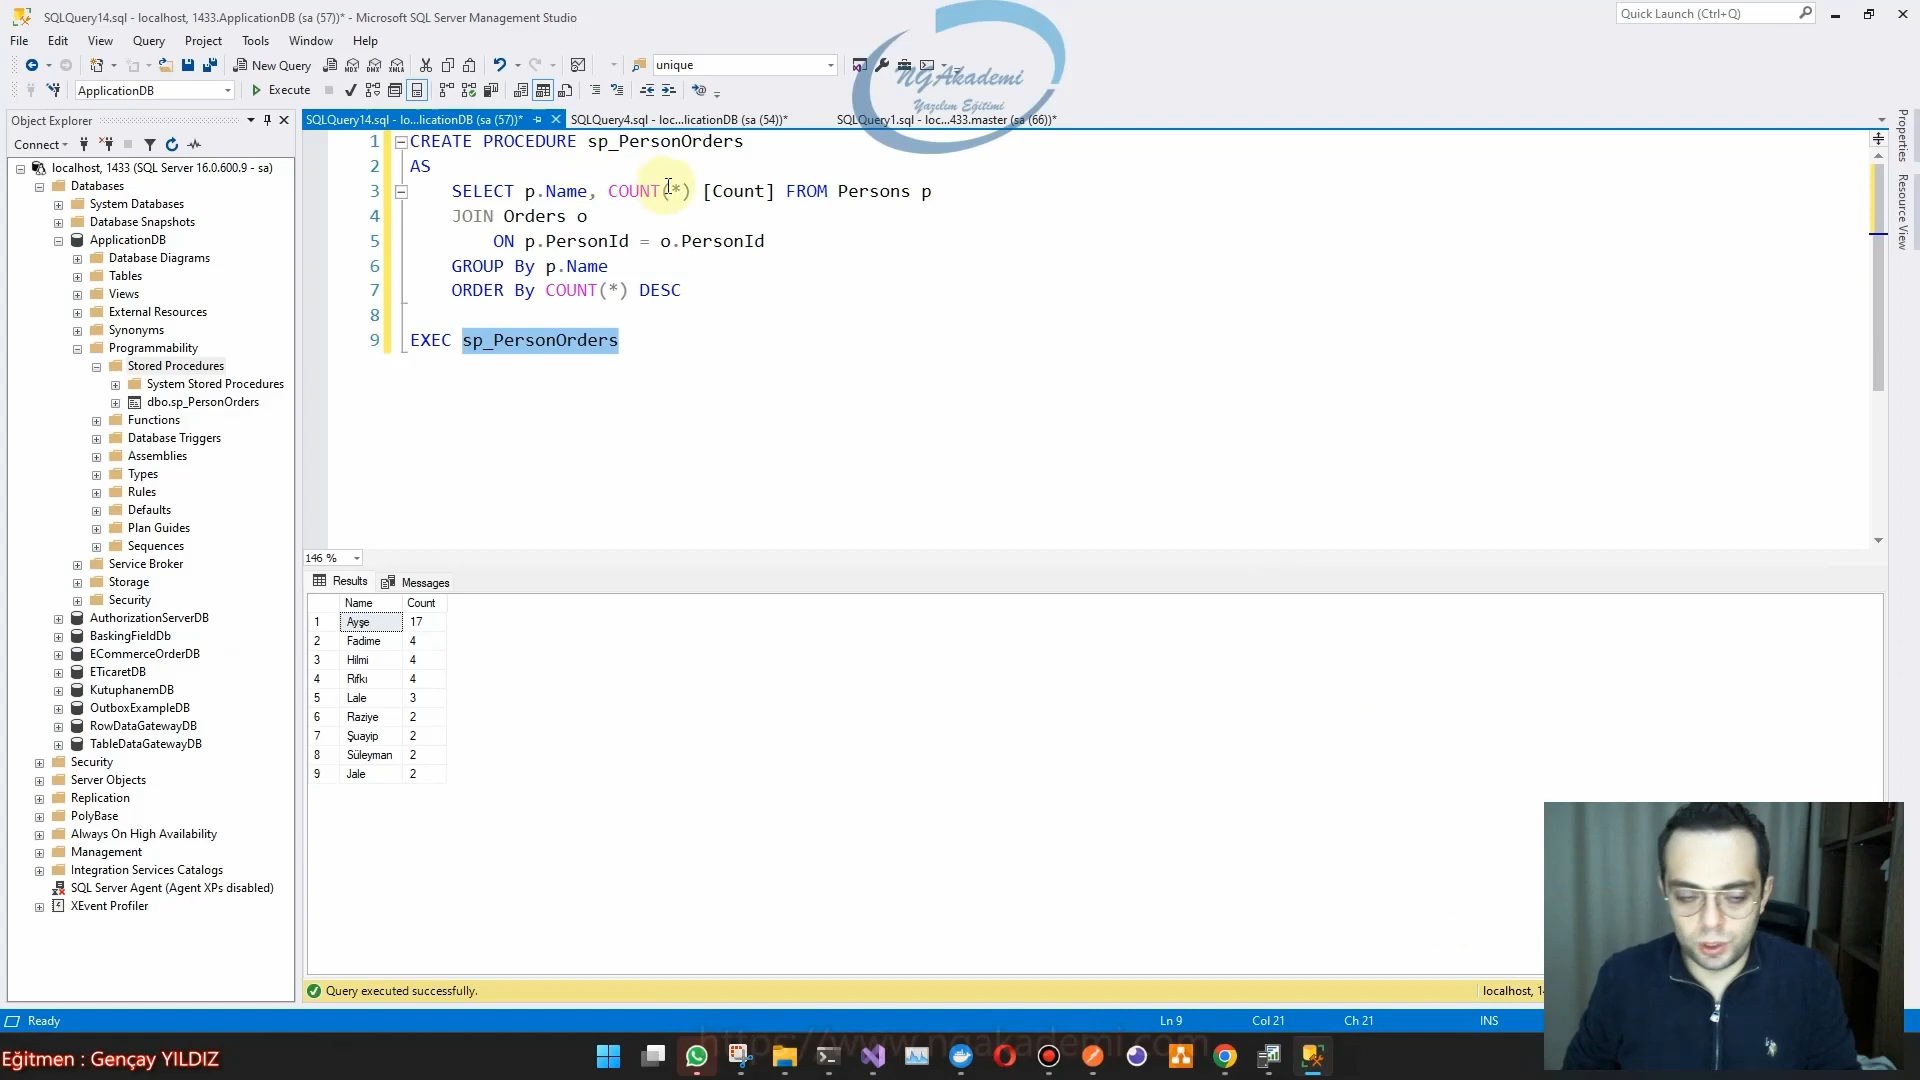 SQLQuery14.sql - localhost, 1433.ApplicationDB (sa (57))* - Microsoft SQL Server Management Studio
Quick Launch (Ctrl+Q)
File Edit View Query Project Tools Window Help
New Query
unique
ApplicationDB
Execute
NGAkademi
Yazılım Eğitimi
Object Explorer
Connect
localhost, 1433 (SQL Server 16.0.600.9 - sa)
Databases
System Databases
Database Snapshots
ApplicationDB
Database Diagrams
Tables
Views
External Resources
Synonyms
Programmability
Stored Procedures
System Stored Procedures
dbo.sp_PersonOrders
Functions
Database Triggers
Assemblies
Types
Rules
Defaults
Plan Guides
Sequences
Service Broker
Storage
Security
AuthorizationServerDB
BaskingFieldDb
ECommerceOrderDB
ETicaretDB
KutuphanemDB
OutboxExampleDB
RowDataGatewayDB
TableDataGatewayDB
Security
Server Objects
Replication
PolyBase
Always On High Availability
Management
Integration Services Catalogs
SQL Server Agent (Agent XPs disabled)
XEvent Profiler
SQLQuery14.sql - lo...licationDB (sa (57))* SQLQuery4.sql - loc...licationDB (sa (54))* SQLQuery1.sql - loc...433.master (sa (66))*
1 CREATE PROCEDURE sp_PersonOrders
2 AS
3 SELECT p.Name, COUNT(*) [Count] FROM Persons p
4 JOIN Orders o
5 ON p.PersonId = o.PersonId
6 GROUP By p.Name
7 ORDER By COUNT(*) DESC
8
9 EXEC sp_PersonOrders
146 %
Results Messages
Name Count
1 Ayşe 17
2 Fadime 4
3 Hilmi 4
4 Rıfkı 4
5 Lale 3
6 Raziye 2
7 Şuayip 2
8 Süleyman 2
9 Jale 2
Query executed successfully.
localhost, 1
Properties
Resource View
Ready
Ln 9 Col 21 Ch 21 INS
Eğitmen : Gençay YILDIZ
https://www.ngakademi.com